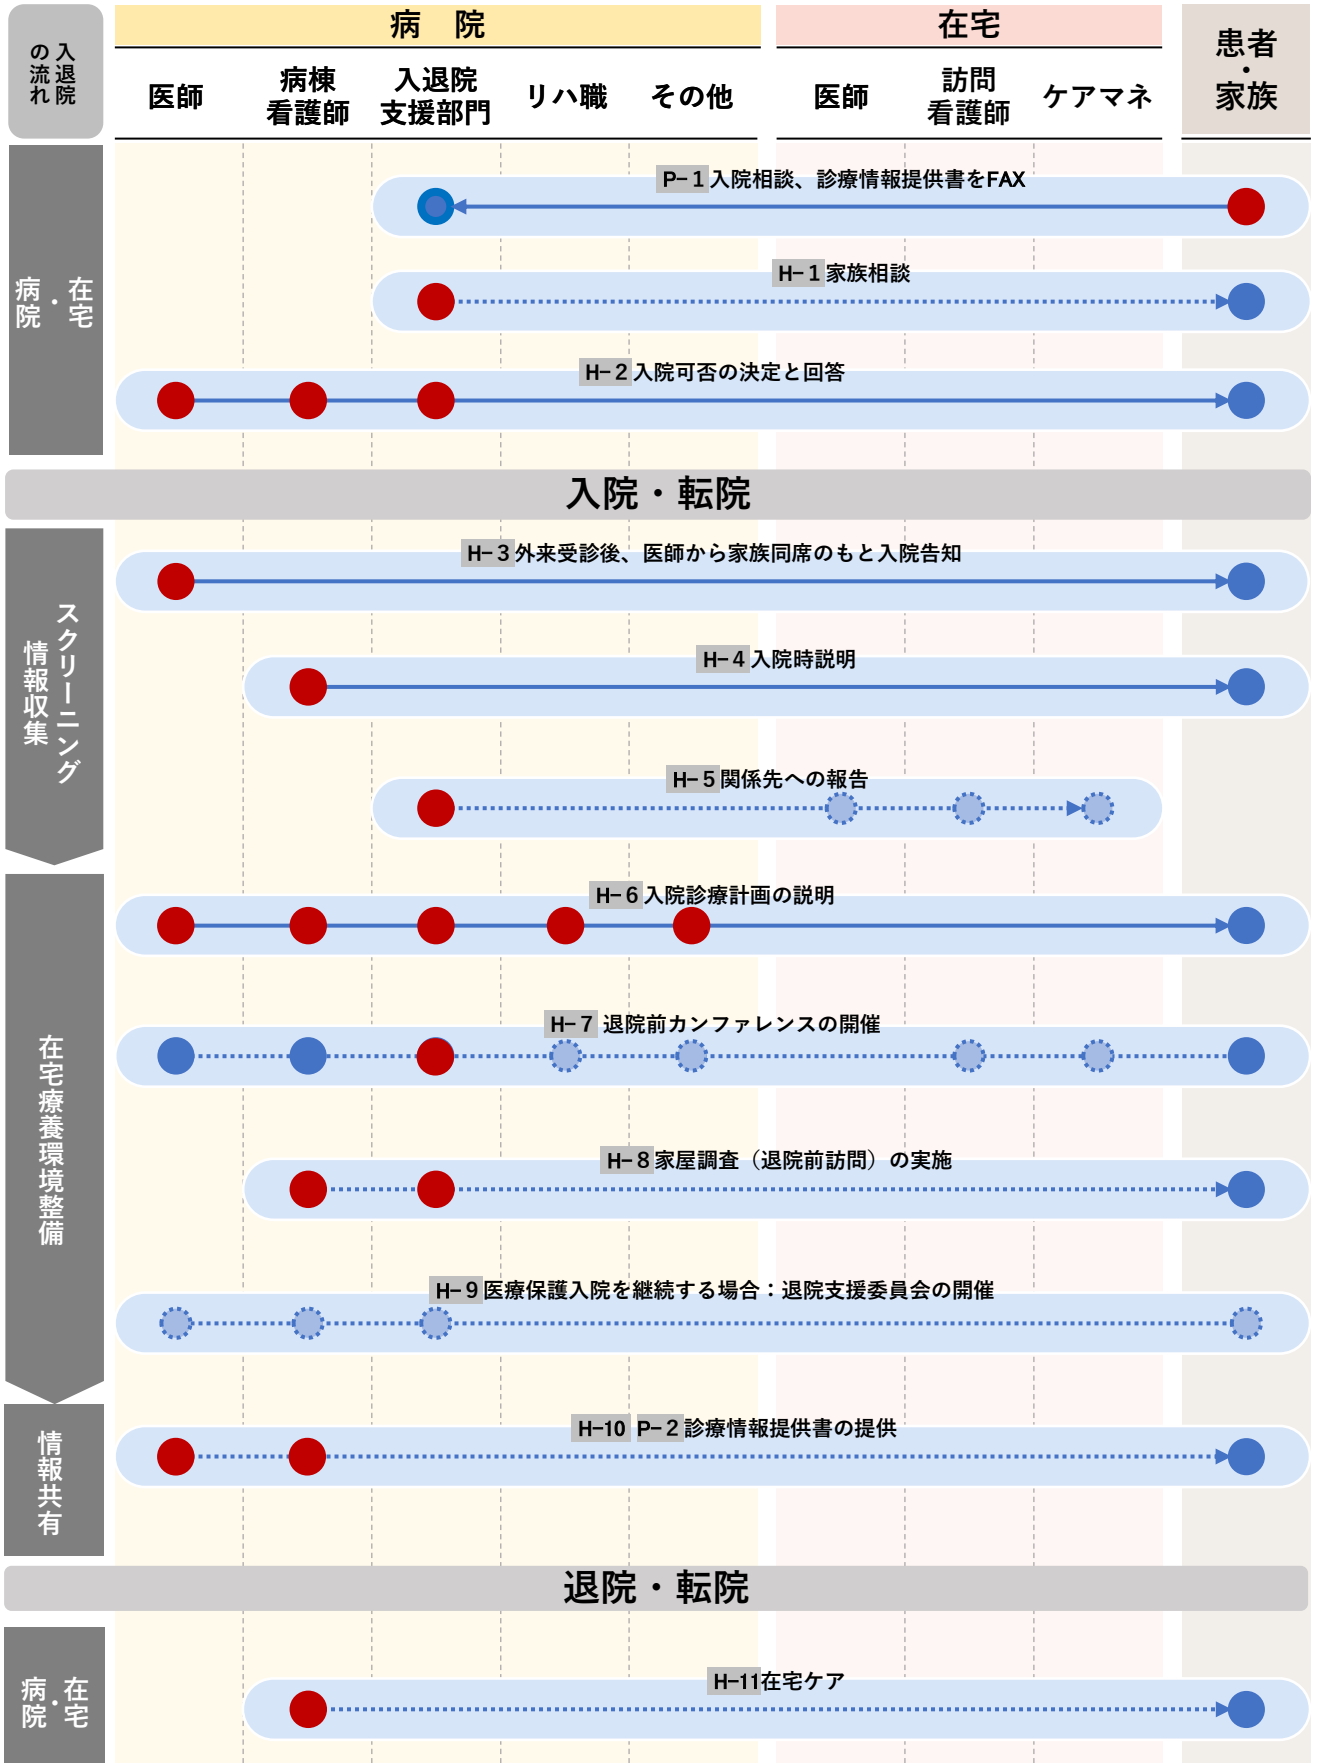 入退院
の流れ
病　院
在宅
患者
・
家族
医師
病棟
看護師
入退院
支援部門
リハ職
その他
医師
訪問
看護師
ケアマネ
在宅
・
病院
P-１入院相談、診療情報提供書をFAX
H-１家族相談
H-２入院可否の決定と回答
入院・転院
スクリーニング
情報収集
H-３外来受診後、医師から家族同席のもと入院告知
H-４入院時説明
H-５関係先への報告
在宅療養環境整備
H-６入院診療計画の説明
H-７ 退院前カンファレンスの開催
H-８家屋調査（退院前訪問）の実施
H-９医療保護入院を継続する場合：退院支援委員会の開催
情報共有
H-10 P-２診療情報提供書の提供
退院・転院
在宅
・
病院
H-11在宅ケア